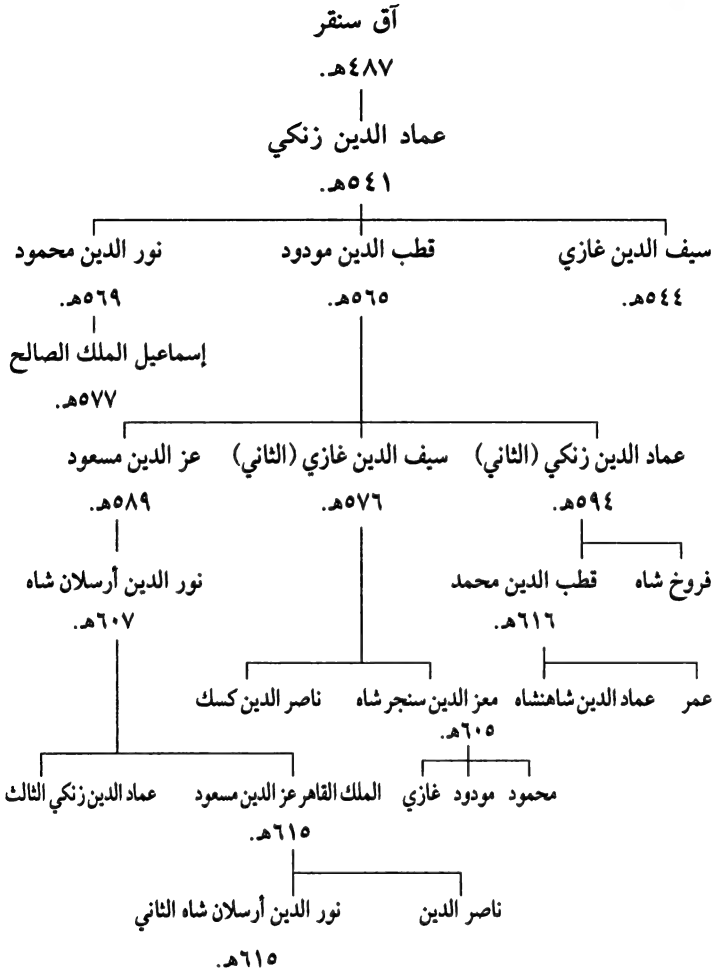 آق سنقر
٤٨٧هـ.
عماد الدين زنكي
٥٤١هـ.
سيف الدين غازي قطب الدين مودود نور الدين محمود
٥٤٤هـ. ٥٦٥هـ. ٥٦٩هـ.
إسماعيل الملك الصالح
٥٧٧هـ.
عماد الدين زنكي (الثاني) سيف الدين غازي (الثاني) عز الدين مسعود
٥٩٤هـ. ٥٧٦هـ. ٥٨٩هـ.
فروخ شاه قطب الدين محمد نور الدين أرسلان شاه
٦١٦هـ. ٦٠٧هـ.
عمر عماد الدين شاهنشاه معز الدين سنجر شاه ناصر الدين كسك
٦٠٥هـ.
محمود مودود غازي الملك القاهر عز الدين مسعود عماد الدين زنكي الثالث
٦١٥هـ.
ناصر الدين نور الدين أرسلان شاه الثاني
٦١٥هـ.